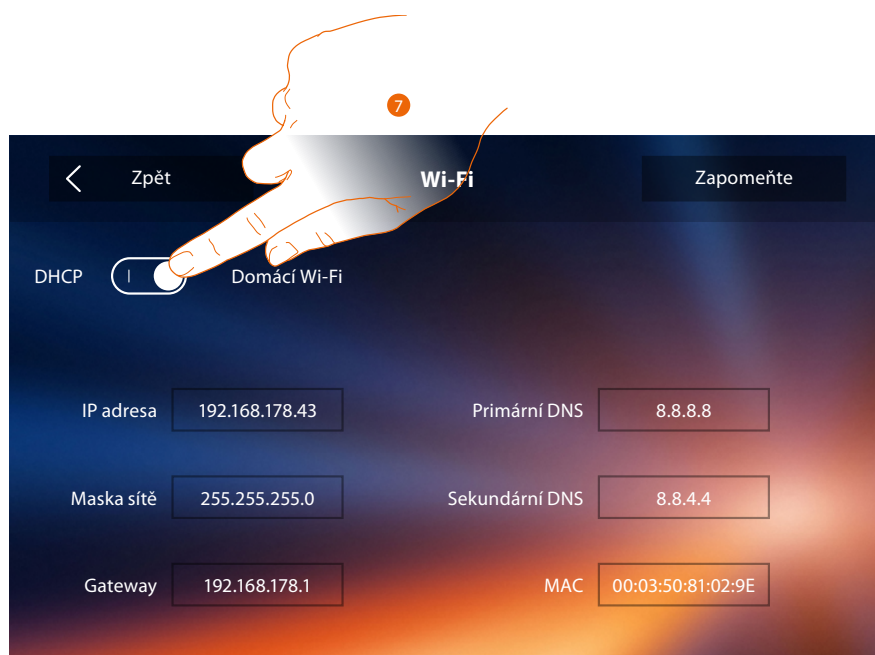 7
Zpět
Wi-Fi
Zapomeňte
DHCP
Domácí Wi-Fi
IP adresa 192.168.178.43
Primární DNS 8.8.8.8
Maska sítě 255.255.255.0
Sekundární DNS 8.8.4.4
Gateway 192.168.178.1
MAC 00:03:50:81:02:9E